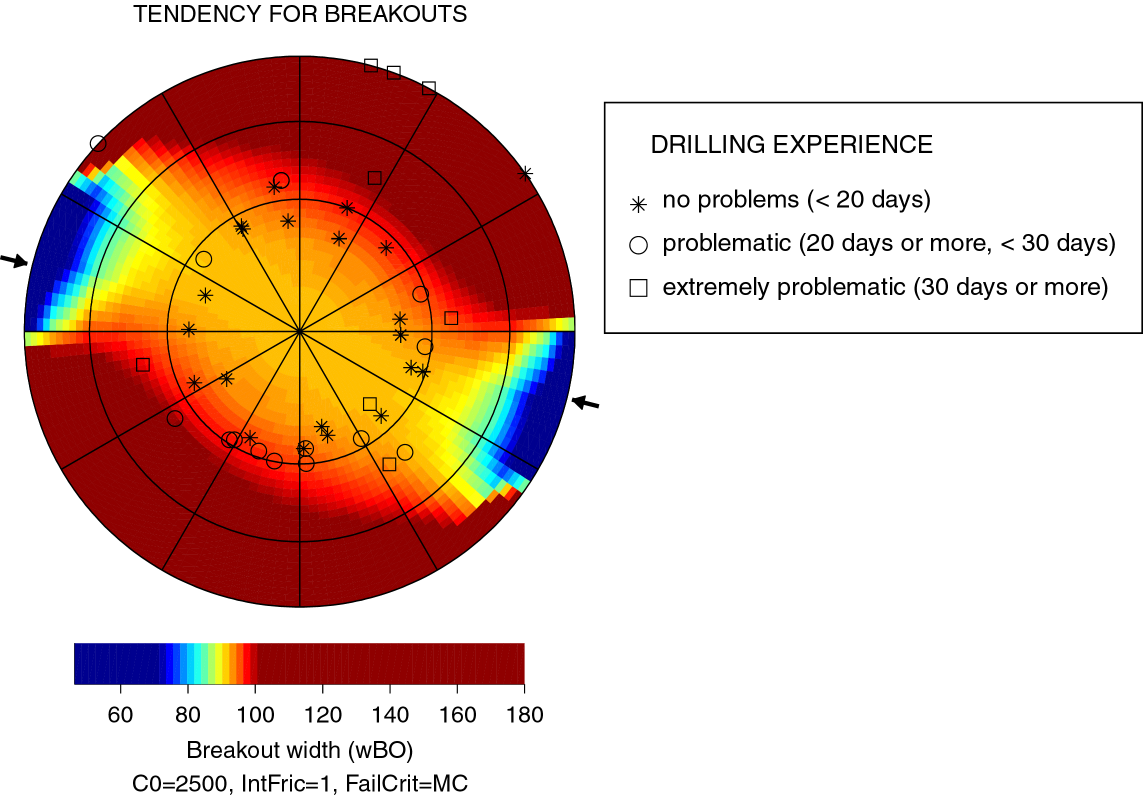 TENDENCY FOR BREAKOUTS
DRILLING EXPERIENCE
no problems (< 20 days)
problematic (20 days or more, < 30 days)
extremely problematic (30 days or more)
60 80 100 120 140 160 180
Breakout width (wBO)
C0=2500, IntFric=1, FailCrit=MC